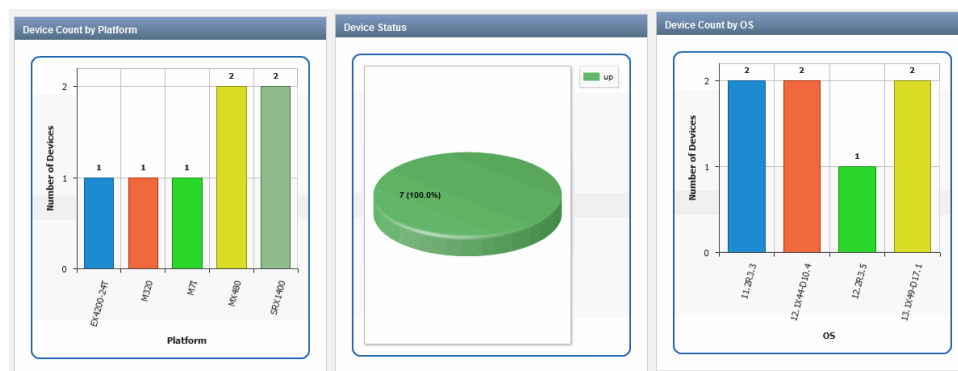 Device Count by Platform
Number of Devices
2
1
0
1
1
1
2
2
EX4200-24T
M320
M7I
MX480
SRX1400
Platform
Device Status
7 (100.0%)
up
Device Count by OS
Number of Devices
2
1
0
2
2
1
2
11.2R3.3
12.1X44-D10.4
12.2R3.5
13.1X49-D17.1
OS